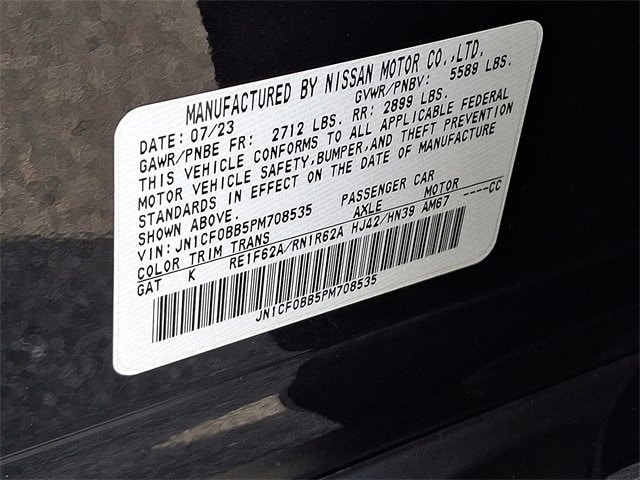 MANUFACTURED BY NISSAN MOTOR CO.,LTD.
DATE: 07/23 GVWR/PNBV: 5589 LBS.
GAWR/PNBE FR: 2712 LBS. RR: 2899 LBS.
THIS VEHICLE CONFORMS TO ALL APPLICABLE FEDERAL
MOTOR VEHICLE SAFETY,BUMPER,AND THEFT PREVENTION
STANDARDS IN EFFECT ON THE DATE OF MANUFACTURE
SHOWN ABOVE.
VIN: JN1CF0BB5PM708535 PASSENGER CAR
COLOR TRIM TRANS AXLE MOTOR ----CC
GAT K RE1F62A/RN1R62A HJ42/HN39 AM67
JN1CF0BB5PM708535